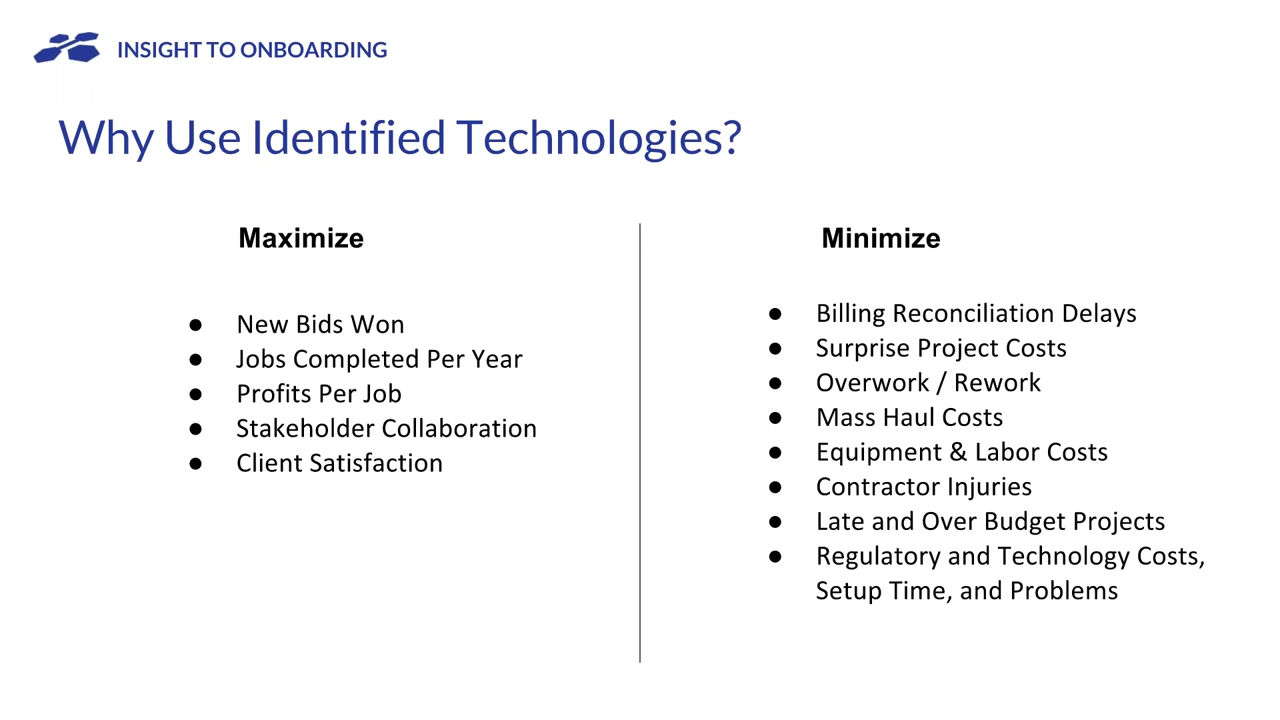 INSIGHT TO ONBOARDING
Why Use Identified Technologies?
Maximize
● New Bids Won
● Jobs Completed Per Year
● Profits Per Job
● Stakeholder Collaboration
● Client Satisfaction
Minimize
● Billing Reconciliation Delays
● Surprise Project Costs
● Overwork / Rework
● Mass Haul Costs
● Equipment & Labor Costs
● Contractor Injuries
● Late and Over Budget Projects
● Regulatory and Technology Costs,
Setup Time, and Problems